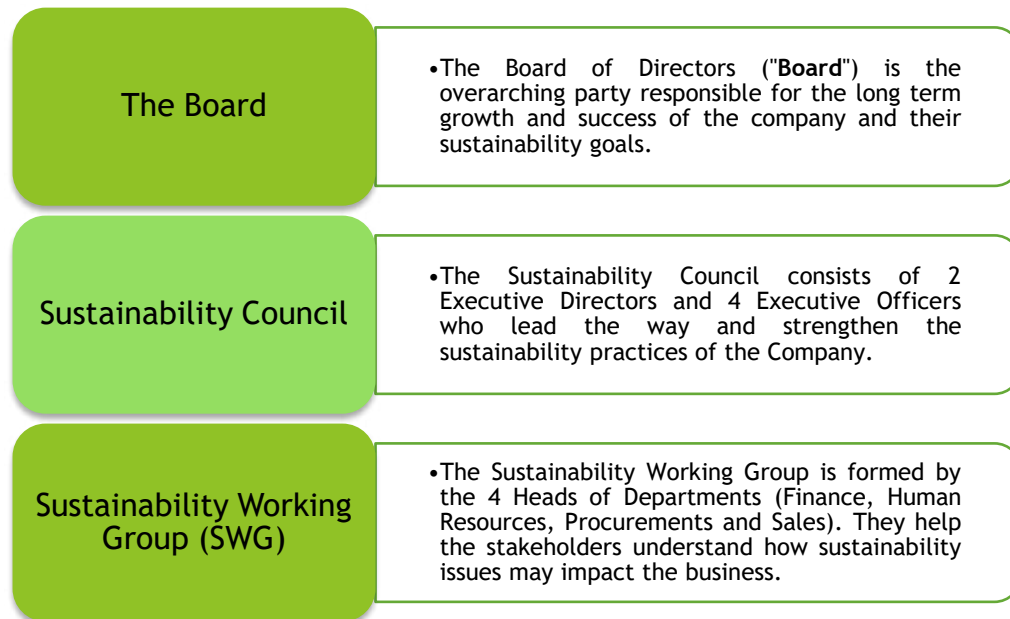 The Board
•The Board of Directors ("Board") is the
overarching party responsible for the long term
growth and success of the company and their
sustainability goals.
Sustainability Council
•The Sustainability Council consists of 2
Executive Directors and 4 Executive Officers
who lead the way and strengthen the
sustainability practices of the Company.
Sustainability Working
Group (SWG)
•The Sustainability Working Group is formed by
the 4 Heads of Departments (Finance, Human
Resources, Procurements and Sales). They help
the stakeholders understand how sustainability
issues may impact the business.